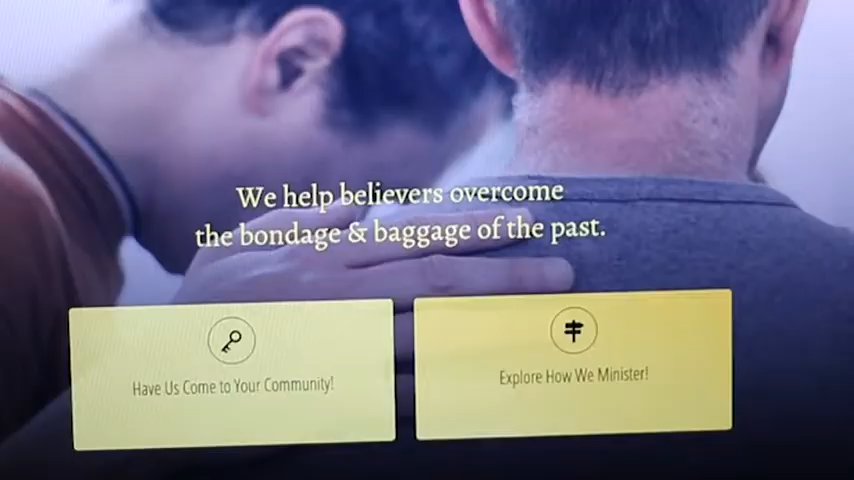 We help believers overcome
the bondage & baggage of the past.
Have Us Come to Your Community!
Explore How We Minister!